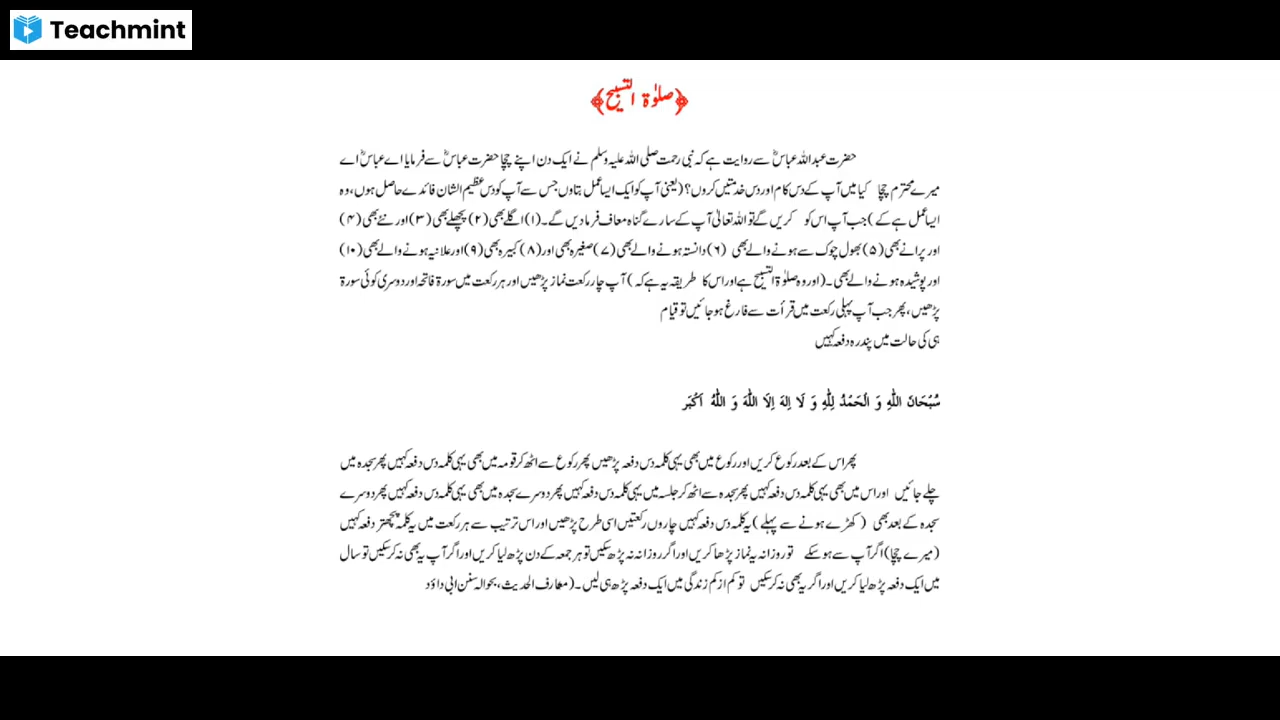 Teachmint
﴿صلوٰۃ التسبیح﴾
حضرت عبداللہ عباسؓ سے روایت ہے کہ نبی رحمت صلی اللہ علیہ وسلم نے ایک دن اپنے چچا حضرت عباسؓ سے فرمایا اے عباسؓ اے
میرے محترم چچا کیا میں آپ کے دس کام اور دس خدمتیں کروں؟ (یعنی آپ کو ایک ایسا عمل بتاوں جس سے آپ کو دس عظیم الشان فائدے حاصل ہوں، وہ
ایسا عمل ہے کے) جب آپ اس کو کریں گے تو اللہ تعالیٰ آپ کے سارے گناہ معاف فرما دیں گے۔ (۱) اگلے بھی (۲) پچھلے بھی (۳) اور نئے بھی (۴)
اور پرانے بھی (۵) بھول چوک سے ہونے والے بھی (۶) دانستہ ہونے والے بھی (۷) صغیرہ بھی اور (۸) کبیرہ بھی (۹) اور علانیہ ہونے والے بھی (۱۰)
اور پوشیدہ ہونے والے بھی۔ (اور وہ صلوٰۃ التسبیح ہے اور اس کا طریقہ یہ ہے کہ) آپ چار رکعت نماز پڑھیں اور ہر رکعت میں سورۃ فاتحہ اور دوسری کوئی سورۃ
پڑھیں، پھر جب آپ پہلی رکعت میں قرأت سے فارغ ہو جائیں تو قیام
ہی کی حالت میں پندرہ دفعہ کہیں
سُبْحَانَ اللّٰهِ وَ الْحَمْدُ لِلّٰهِ وَ لَا اِلٰهَ اِلَّا اللّٰهَ وَ اللّٰهُ اَكْبَر
پھر اس کے بعد رکوع کریں اور رکوع میں بھی یہی کلمہ دس دفعہ پڑھیں پھر رکوع سے اٹھ کر قومہ میں بھی یہی کلمہ دس دفعہ کہیں پھر سجدہ میں
چلے جائیں اور اس میں بھی یہی کلمہ دس دفعہ کہیں پھر سجدہ سے اٹھ کر جلسہ میں یہی کلمہ دس دفعہ کہیں پھر دوسرے سجدہ میں بھی یہی کلمہ دس دفعہ کہیں پھر دوسرے
سجدہ کے بعد بھی (کھڑے ہونے سے پہلے) یہ کلمہ دس دفعہ کہیں چاروں رکعتیں اسی طرح پڑھیں اور اس ترتیب سے ہر رکعت میں یہ کلمہ پچھتر دفعہ کہیں
(میرے چچا) اگر آپ سے ہو سکے تو روزانہ یہ نماز پڑھا کریں اور اگر روزانہ نہ پڑھ سکیں تو ہر جمعہ کے دن پڑھ لیا کریں اور اگر آپ یہ بھی نہ کر سکیں تو سال
میں ایک دفعہ پڑھ لیا کریں اور اگر یہ بھی نہ کر سکیں تو کم از کم زندگی میں ایک دفعہ پڑھ ہی لیں۔ (معارف الحدیث، بحوالہ سنن ابی داؤد